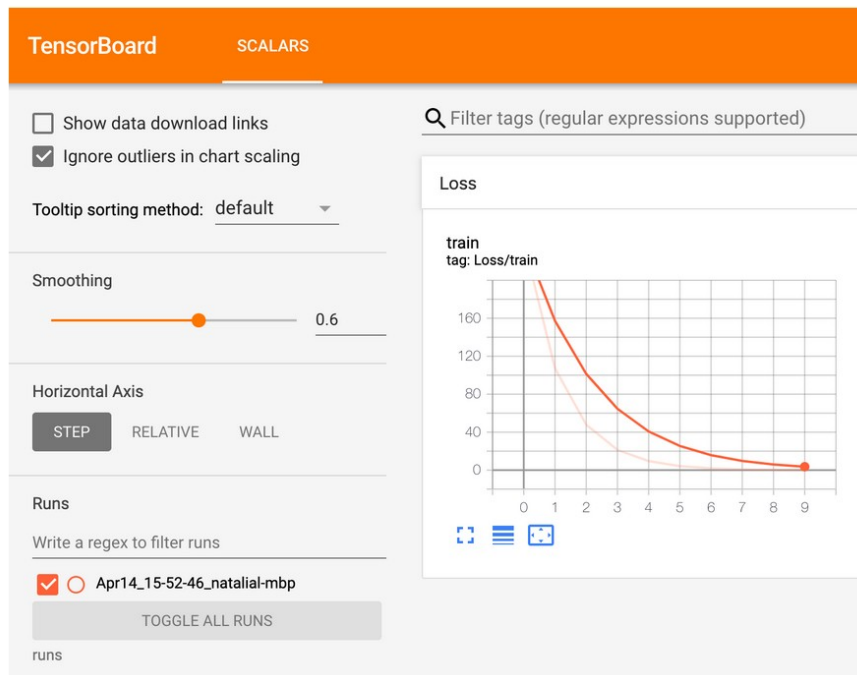 TensorBoard SCALARS
Show data download links
Ignore outliers in chart scaling
Tooltip sorting method: default
Smoothing
0.6
Horizontal Axis
STEP RELATIVE WALL
Runs
Write a regex to filter runs
Apr14_15-52-46_natalial-mbp
TOGGLE ALL RUNS
runs
Filter tags (regular expressions supported)
Loss
train
tag: Loss/train
160
120
80
40
0
0 1 2 3 4 5 6 7 8 9